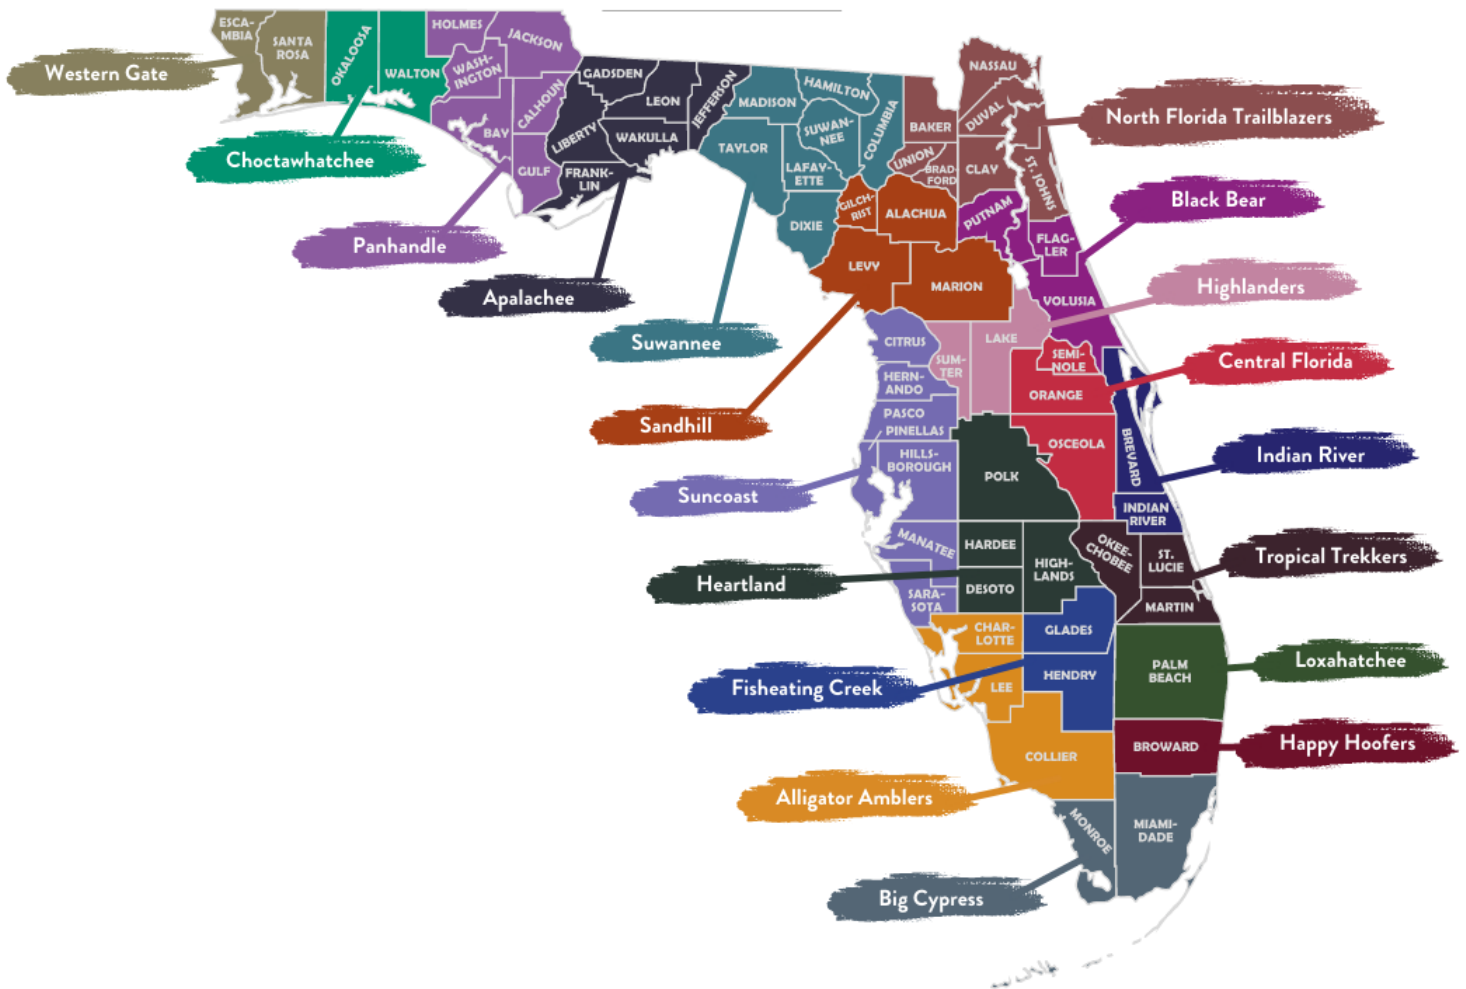 ESCA-
MBIA
SANTA
ROSA
OKALOOSA
WALTON
HOLMES
JACKSON
WASH-
INGTON
CALHOUN
BAY
GULF
GADSDEN
LEON
JEFFERSON
LIBERTY
WAKULLA
FRANK-
LIN
MADISON
HAMILTON
TAYLOR
SUWAN-
NEE
COLUMBIA
LAFAY-
ETTE
DIXIE
NASSAU
DUVAL
BAKER
UNION
BRAD-
FORD
CLAY
ST. JOHNS
GILCH-
RIST
ALACHUA
PUTNAM
FLAG-
LER
LEVY
MARION
VOLUSIA
CITRUS
SUM-
TER
LAKE
SEMI-
NOLE
HERN-
ANDO
ORANGE
PASCO
PINELLAS
HILLS-
BOROUGH
POLK
OSCEOLA
BREVARD
INDIAN
RIVER
MANATEE
HARDEE
HIGH-
LANDS
OKEE-
CHOBEE
ST.
LUCIE
SARA-
SOTA
DESOTO
MARTIN
CHAR-
LOTTE
GLADES
LEE
HENDRY
PALM
BEACH
COLLIER
BROWARD
MONROE
MIAMI-
DADE
Western Gate
Choctawhatchee
Panhandle
Apalachee
Suwannee
Sandhill
Suncoast
Heartland
Fisheating Creek
Alligator Amblers
Big Cypress
North Florida Trailblazers
Black Bear
Highlanders
Central Florida
Indian River
Tropical Trekkers
Loxahatchee
Happy Hoofers